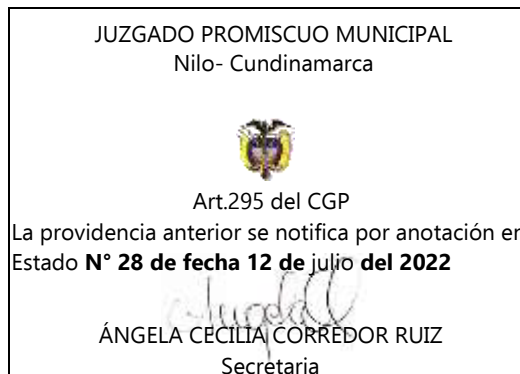 JUZGADO PROMISCUO MUNICIPAL
Nilo- Cundinamarca
Art.295 del CGP
La providencia anterior se notifica por anotación en
Estado N° 28 de fecha 12 de julio del 2022
ÁNGELA CECILIA CORREDOR RUIZ
Secretaria